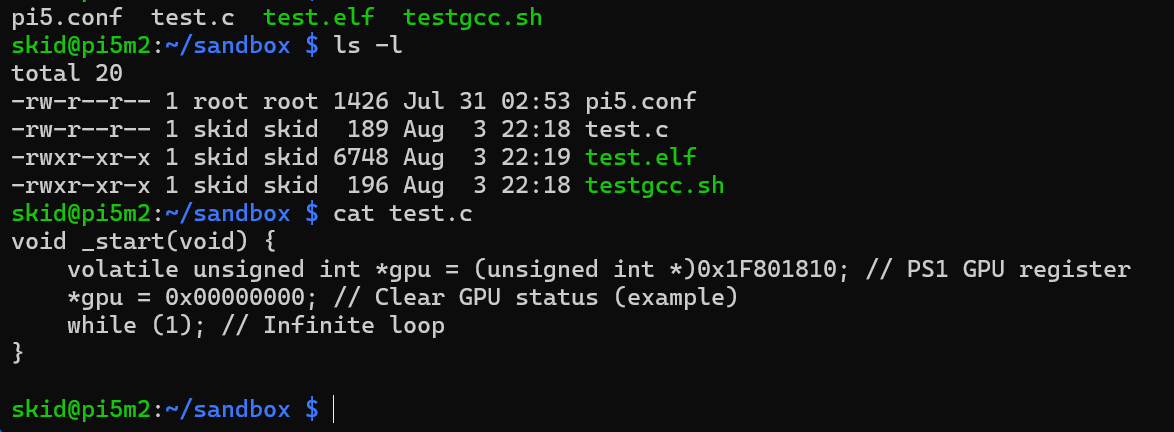 pi5.conf  test.c  test.elf  testgcc.sh
skid@pi5m2:~/sandbox $ ls -l
total 20
-rw-r--r-- 1 root root 1426 Jul 31 02:53 pi5.conf
-rw-r--r-- 1 skid skid  189 Aug  3 22:18 test.c
-rwxr-xr-x 1 skid skid 6748 Aug  3 22:19 test.elf
-rwxr-xr-x 1 skid skid  196 Aug  3 22:18 testgcc.sh
skid@pi5m2:~/sandbox $ cat test.c
void _start(void) {
    volatile unsigned int *gpu = (unsigned int *)0x1F801810; // PS1 GPU register
    *gpu = 0x00000000; // Clear GPU status (example)
    while (1); // Infinite loop
}

skid@pi5m2:~/sandbox $